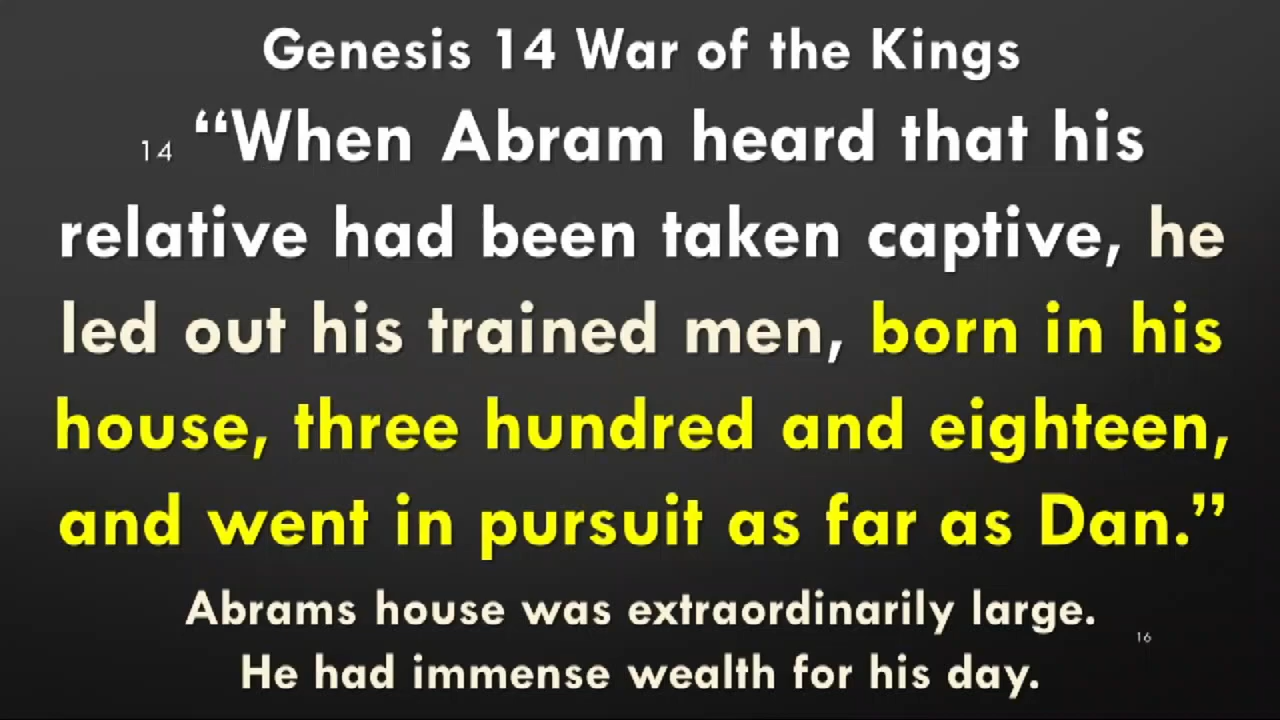 Genesis 14 War of the Kings
14 “When Abram heard that his
relative had been taken captive, he
led out his trained men, born in his
house, three hundred and eighteen,
and went in pursuit as far as Dan.”
Abrams house was extraordinarily large.
16
He had immense wealth for his day.